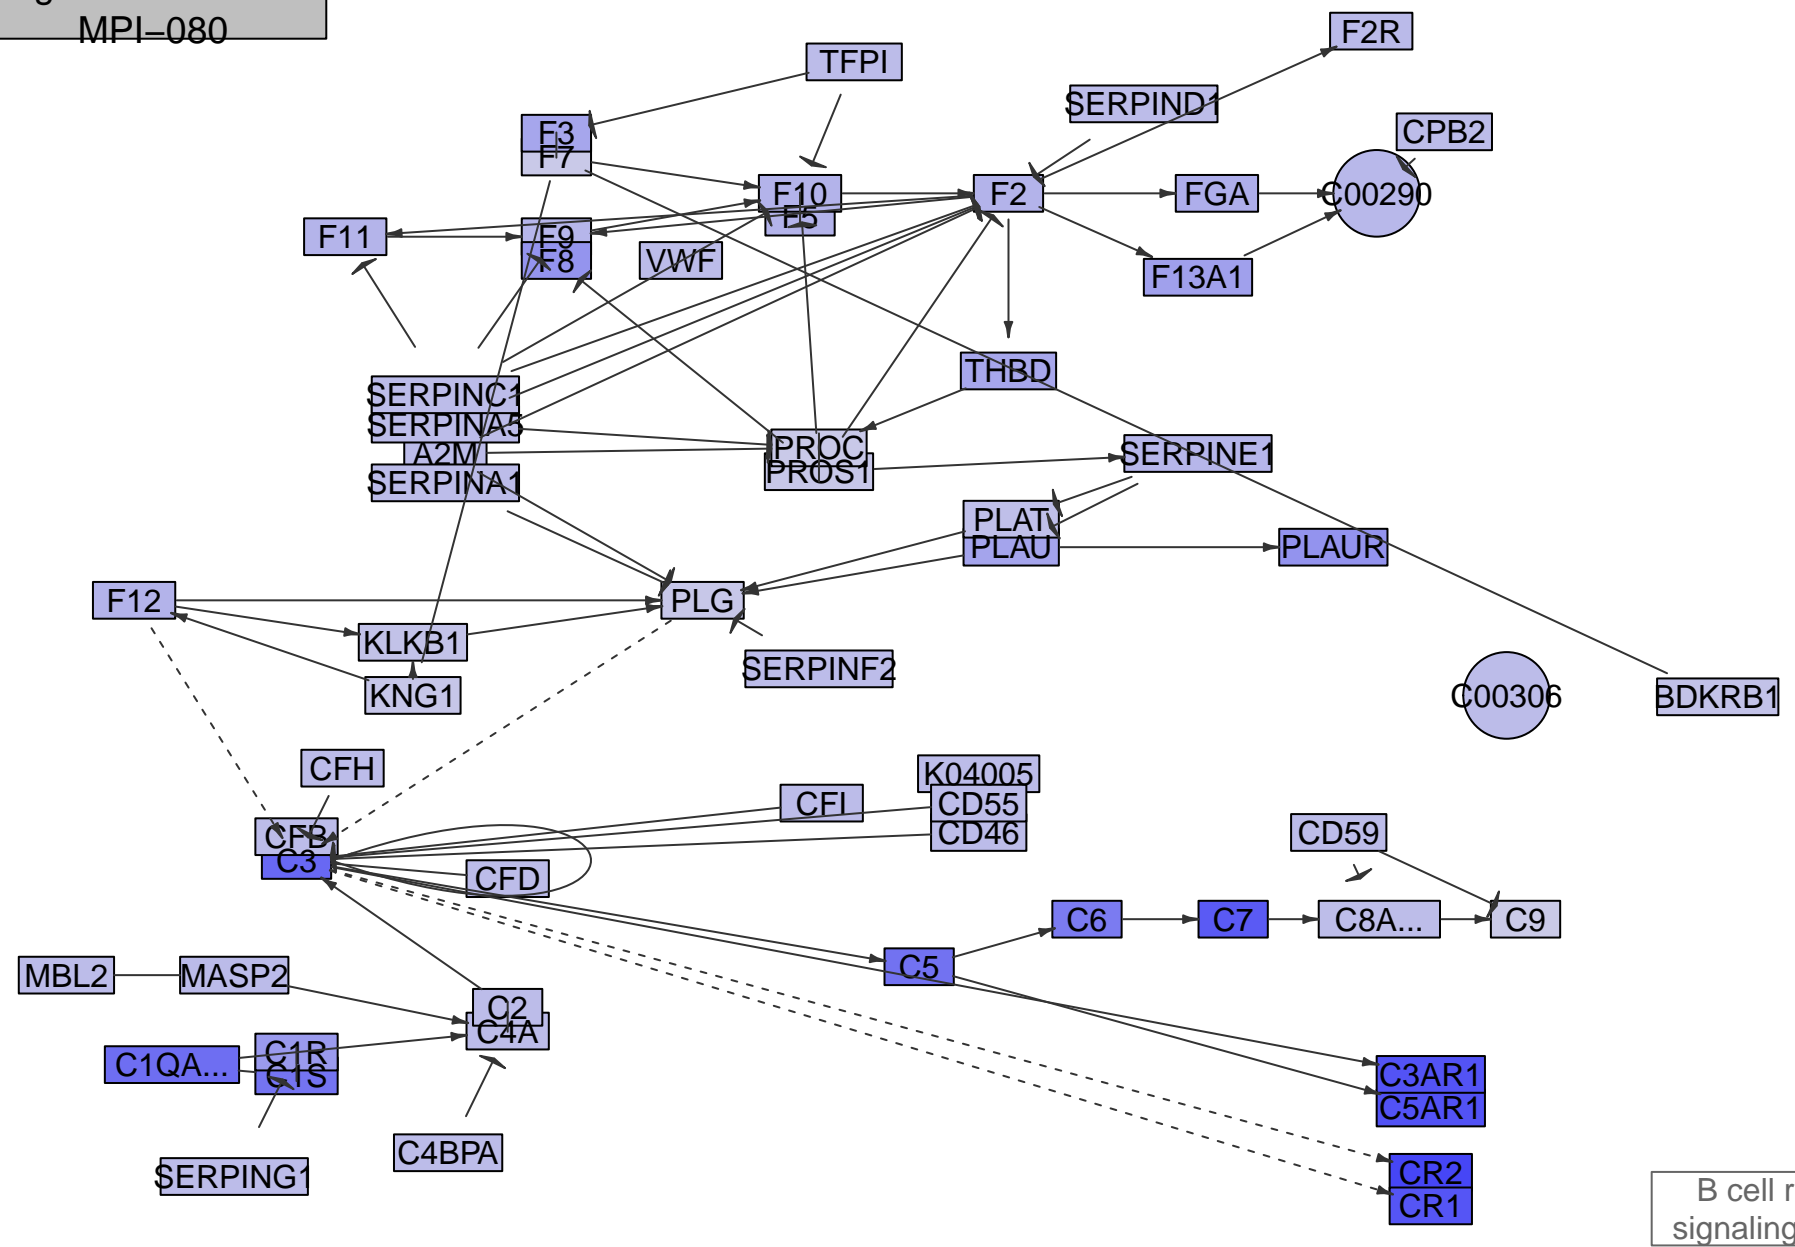 MPI–080
F2R
TFPI
SERPIND1
CPB2
F3
F7
F10
F5
F2
FGA
C00290
F11
F9
F8
VWF
F13A1
THBD
SERPINC1
SERPINA5
A2M
SERPINA1
PROC
PROS1
SERPINE1
PLAT
PLAU
PLAUR
F12
PLG
KLKB1
KNG1
SERPINF2
C00306
BDKRB1
CFH
K04005
CFI
CD55
CD46
CFB
C3
CFD
CD59
C6
C7
C8A...
C9
C5
MBL2
MASP2
C2
C4A
C1QA...
C1R
C1S
C3AR1
C5AR1
C4BPA
SERPING1
CR2
CR1
B cell r
signaling